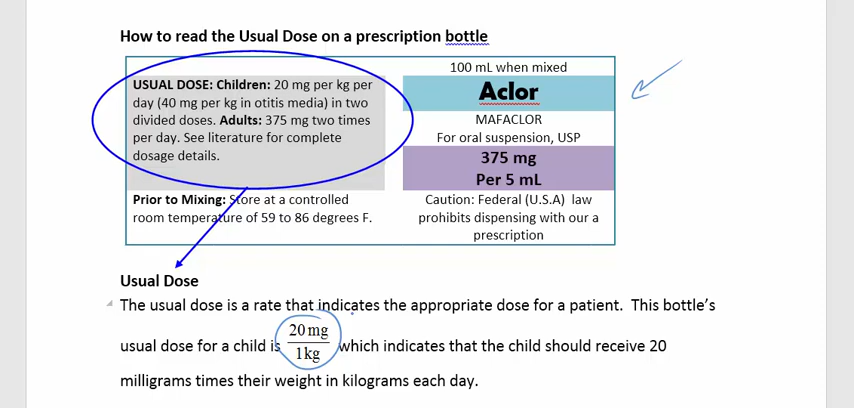 How to read the Usual Dose on a prescription bottle
USUAL DOSE: Children: 20 mg per kg per
day (40 mg per kg in otitis media) in two
divided doses. Adults: 375 mg two times
per day. See literature for complete
dosage details.
Prior to Mixing: Store at a controlled
room temperature of 59 to 86 degrees F.
100 mL when mixed
Aclor
MAFACLOR
For oral suspension, USP
375 mg
Per 5 mL
Caution: Federal (U.S.A) law
prohibits dispensing with our a
prescription
Usual Dose
The usual dose is a rate that indicates the appropriate dose for a patient. This bottle's
usual dose for a child is 20 mg / 1 kg which indicates that the child should receive 20
milligrams times their weight in kilograms each day.